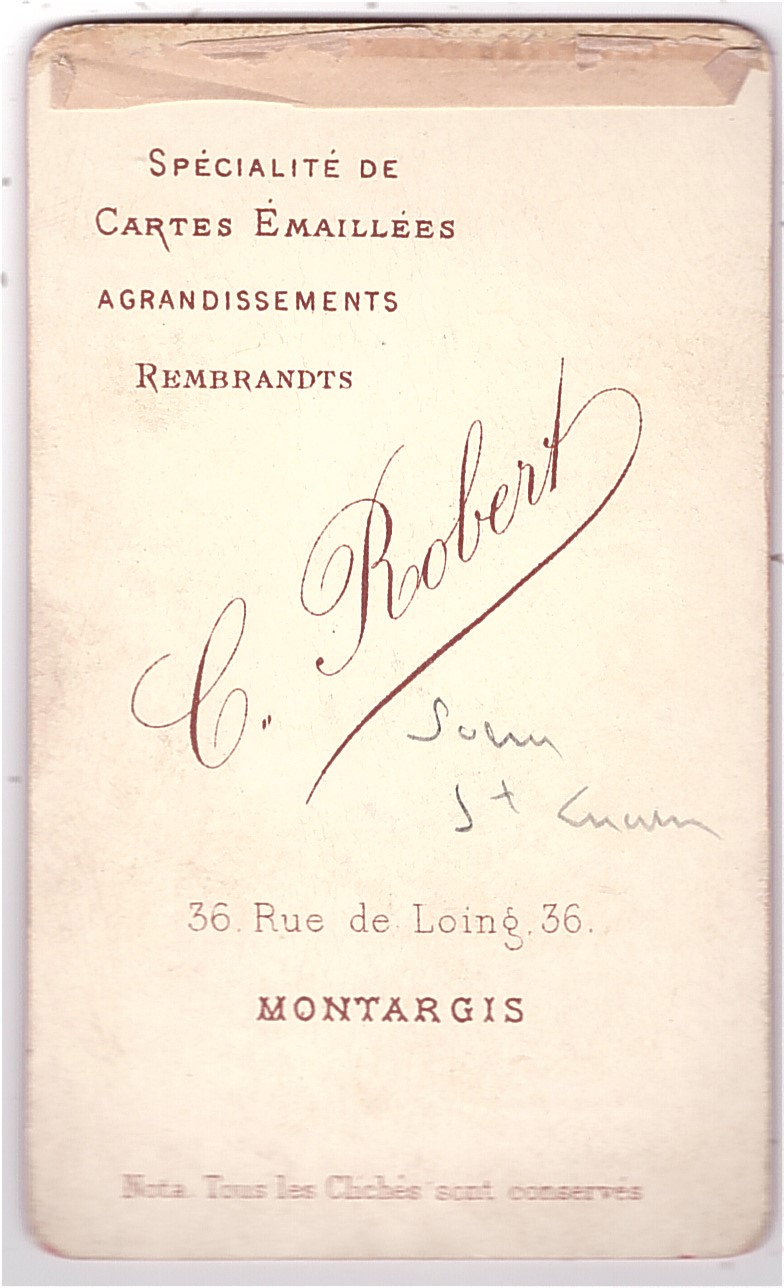 SPÉCIALITÉ DE
CARTES ÉMAILLÉES
AGRANDISSEMENTS
REMBRANDTS
C. Robert
St
36. Rue de Loing, 36.
MONTARGIS
Nota. Tous les Clichés sont conservés